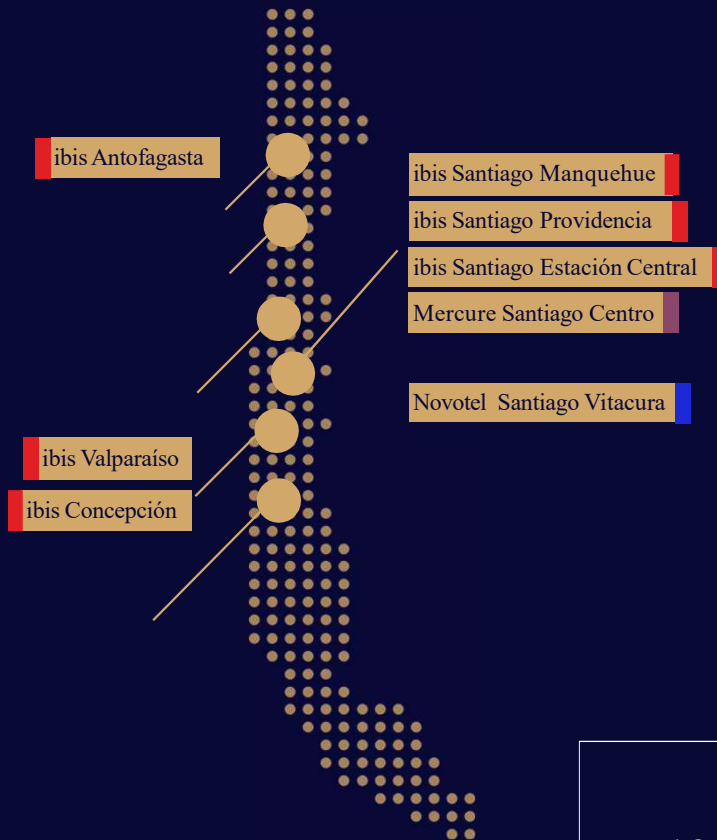 ibis Antofagasta
ibis Santiago Manquehue
ibis Santiago Providencia
ibis Santiago Estación Central
Mercure Santiago Centro
Novotel Santiago Vitacura
ibis Valparaíso
ibis Concepción